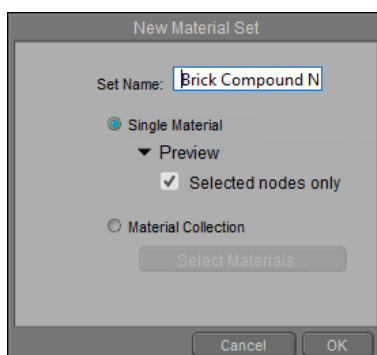 New Material Set
Set Name: Brick Compound N
Single Material
Preview
Selected nodes only
Material Collection
Select Materials...
Cancel OK